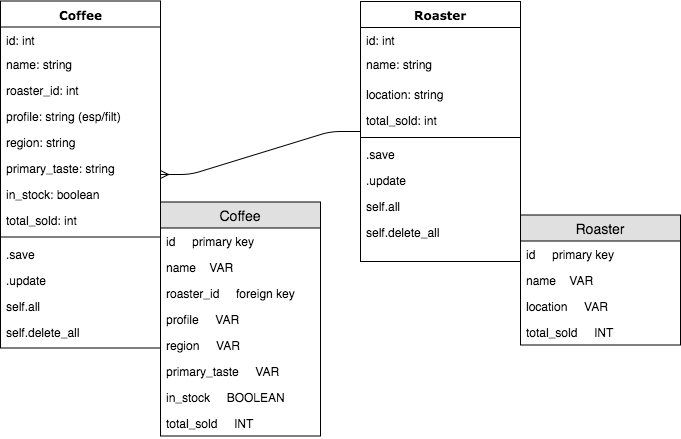 Coffee
id: int
name: string
roaster_id: int
profile: string (esp/filt)
region: string
primary_taste: string
in_stock: boolean
total_sold: int
.save
.update
self.all
self.delete_all
Coffee
id primary key
name VAR
roaster_id foreign key
profile VAR
region VAR
primary_taste VAR
in_stock BOOLEAN
total_sold INT
Roaster
id: int
name: string
location: string
total_sold: int
.save
.update
self.all
self.delete_all
Roaster
id primary key
name VAR
location VAR
total_sold INT